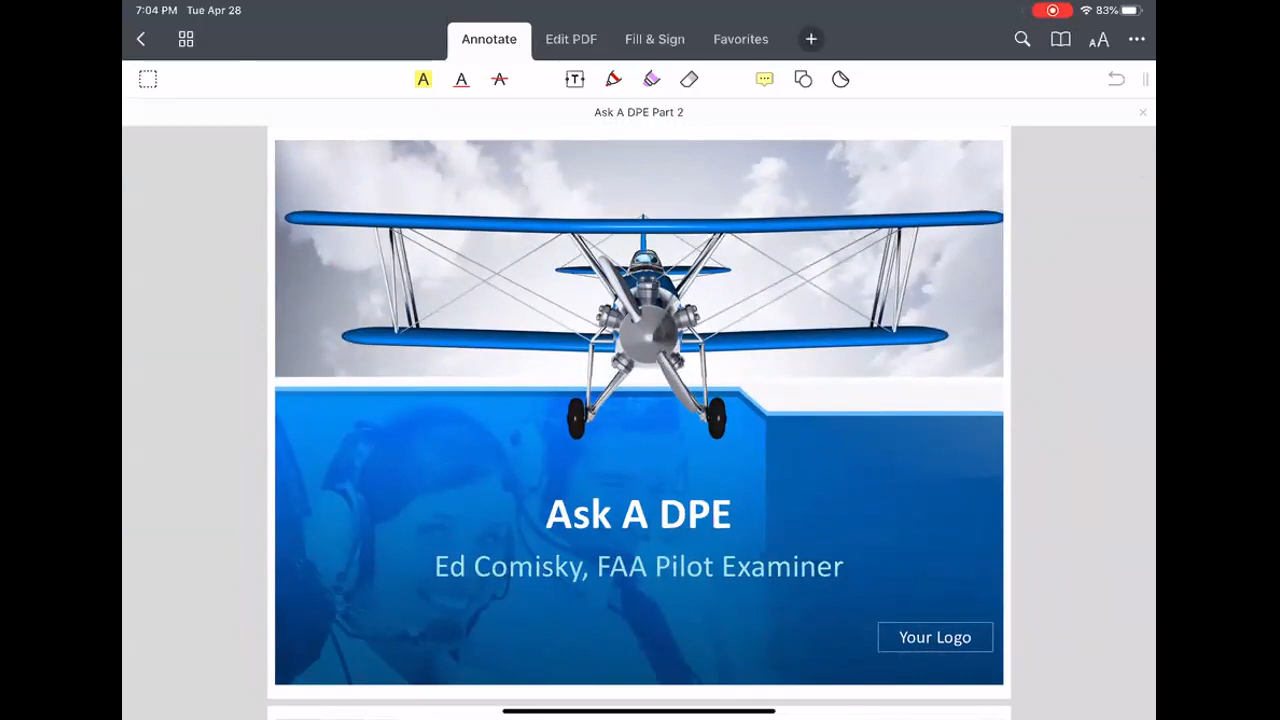 7:04 PM Tue Apr 28
83%
Annotate Edit PDF Fill & Sign Favorites +
A A A T
AA
Ask A DPE Part 2
Ask A DPE
Ed Comisky, FAA Pilot Examiner
Your Logo